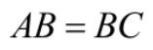 AB = BC